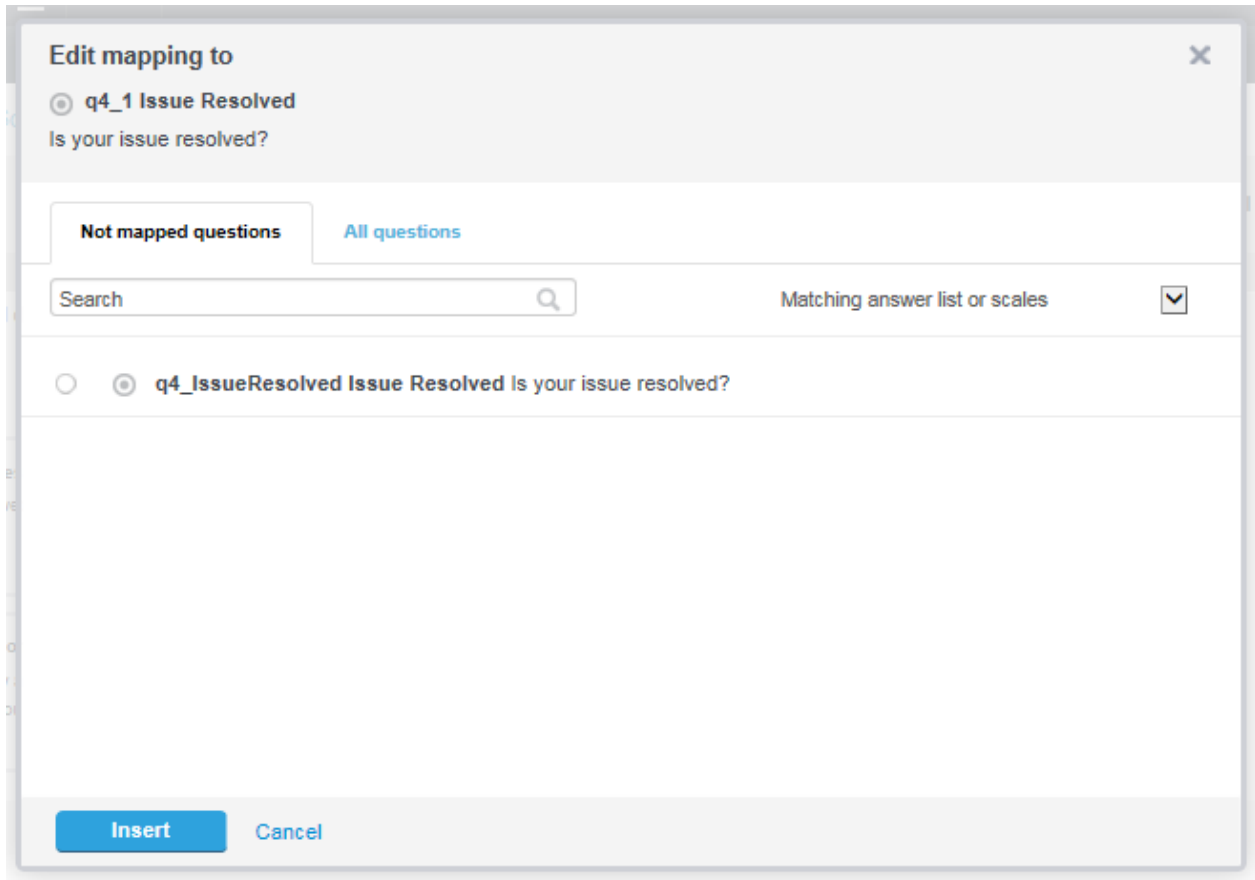 Edit mapping to
q4_1 Issue Resolved
Is your issue resolved?
Not mapped questions All questions
Search Matching answer list or scales
q4_IssueResolved Issue Resolved Is your issue resolved?
Insert Cancel